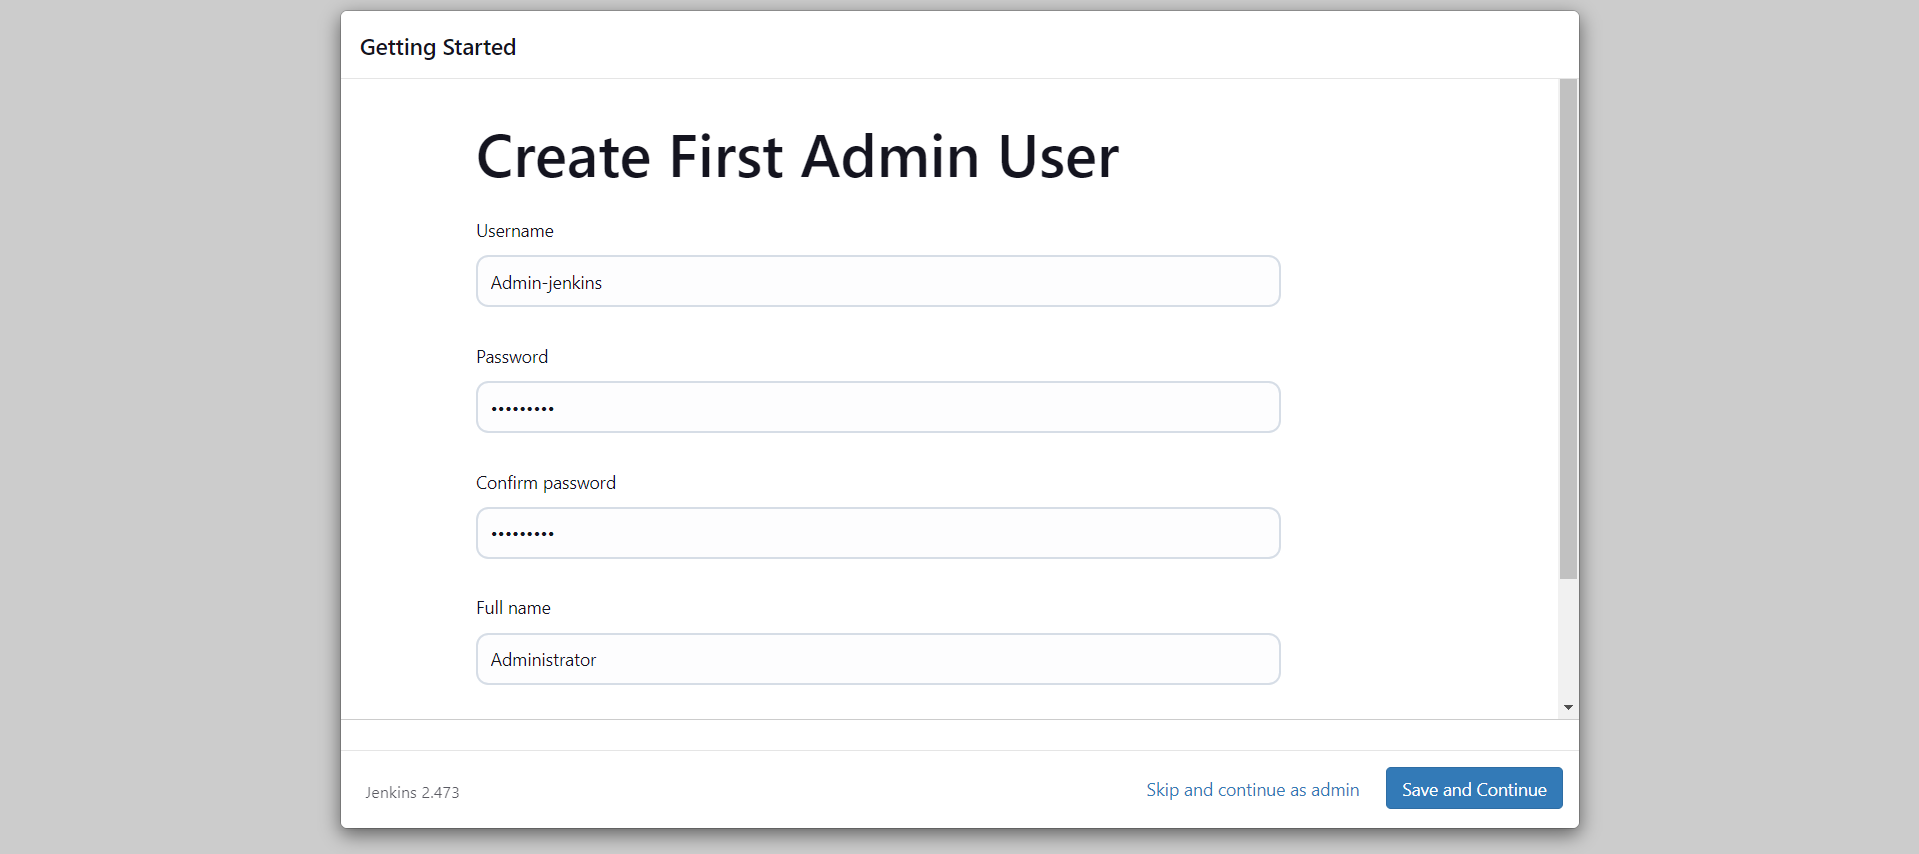 Getting Started
Create First Admin User
Username
Admin-jenkins
Password
•••••••••
Confirm password
•••••••••
Full name
Administrator
Jenkins 2.473
Skip and continue as admin
Save and Continue